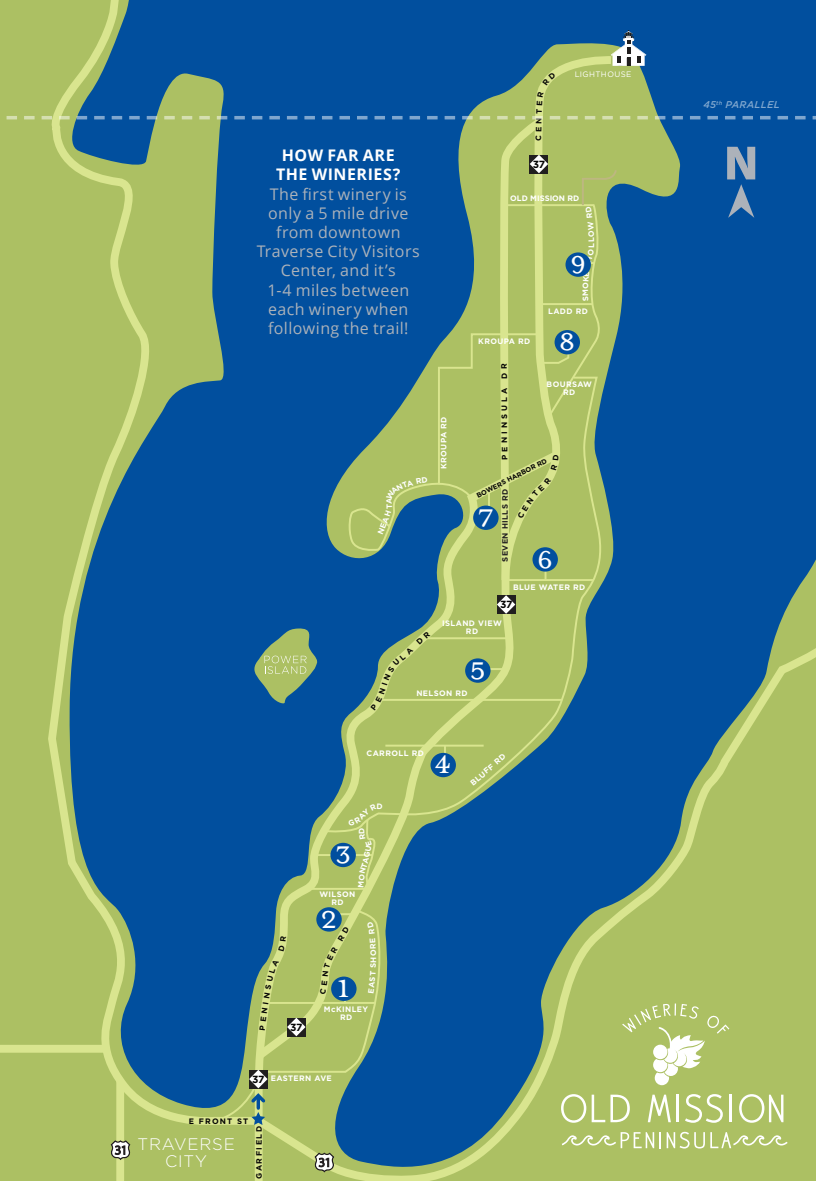 LIGHTHOUSE
45th PARALLEL
CENTER RD
HOW FAR ARE
THE WINERIES?
The first winery is
only a 5 mile drive
from downtown
Traverse City Visitors
Center, and it's
1-4 miles between
each winery when
following the trail!
N
37
OLD MISSION RD
9
LADD RD
KROUPA RD
8
PENINSULA DR
BOURSAW
RD
KROUPA RD
BOWERS HARBOR RD
CENTER RD
NEAHTAWANTA RD
7
SEVEN HILLS RD
6
BLUE WATER RD
37
ISLAND VIEW
RD
PENINSULA DR
POWER
ISLAND
5
NELSON RD
CARROLL RD
4
BLUFF RD
GRAY RD
3
MONTAGUE RD
WILSON
RD
2
CENTER RD
EAST SHORE RD
PENINSULA DR
1
McKINLEY
RD
37
37
EASTERN AVE
E FRONT ST
GARFIELD
31
TRAVERSE
CITY
31
WINERIES OF
OLD MISSION
PENINSULA